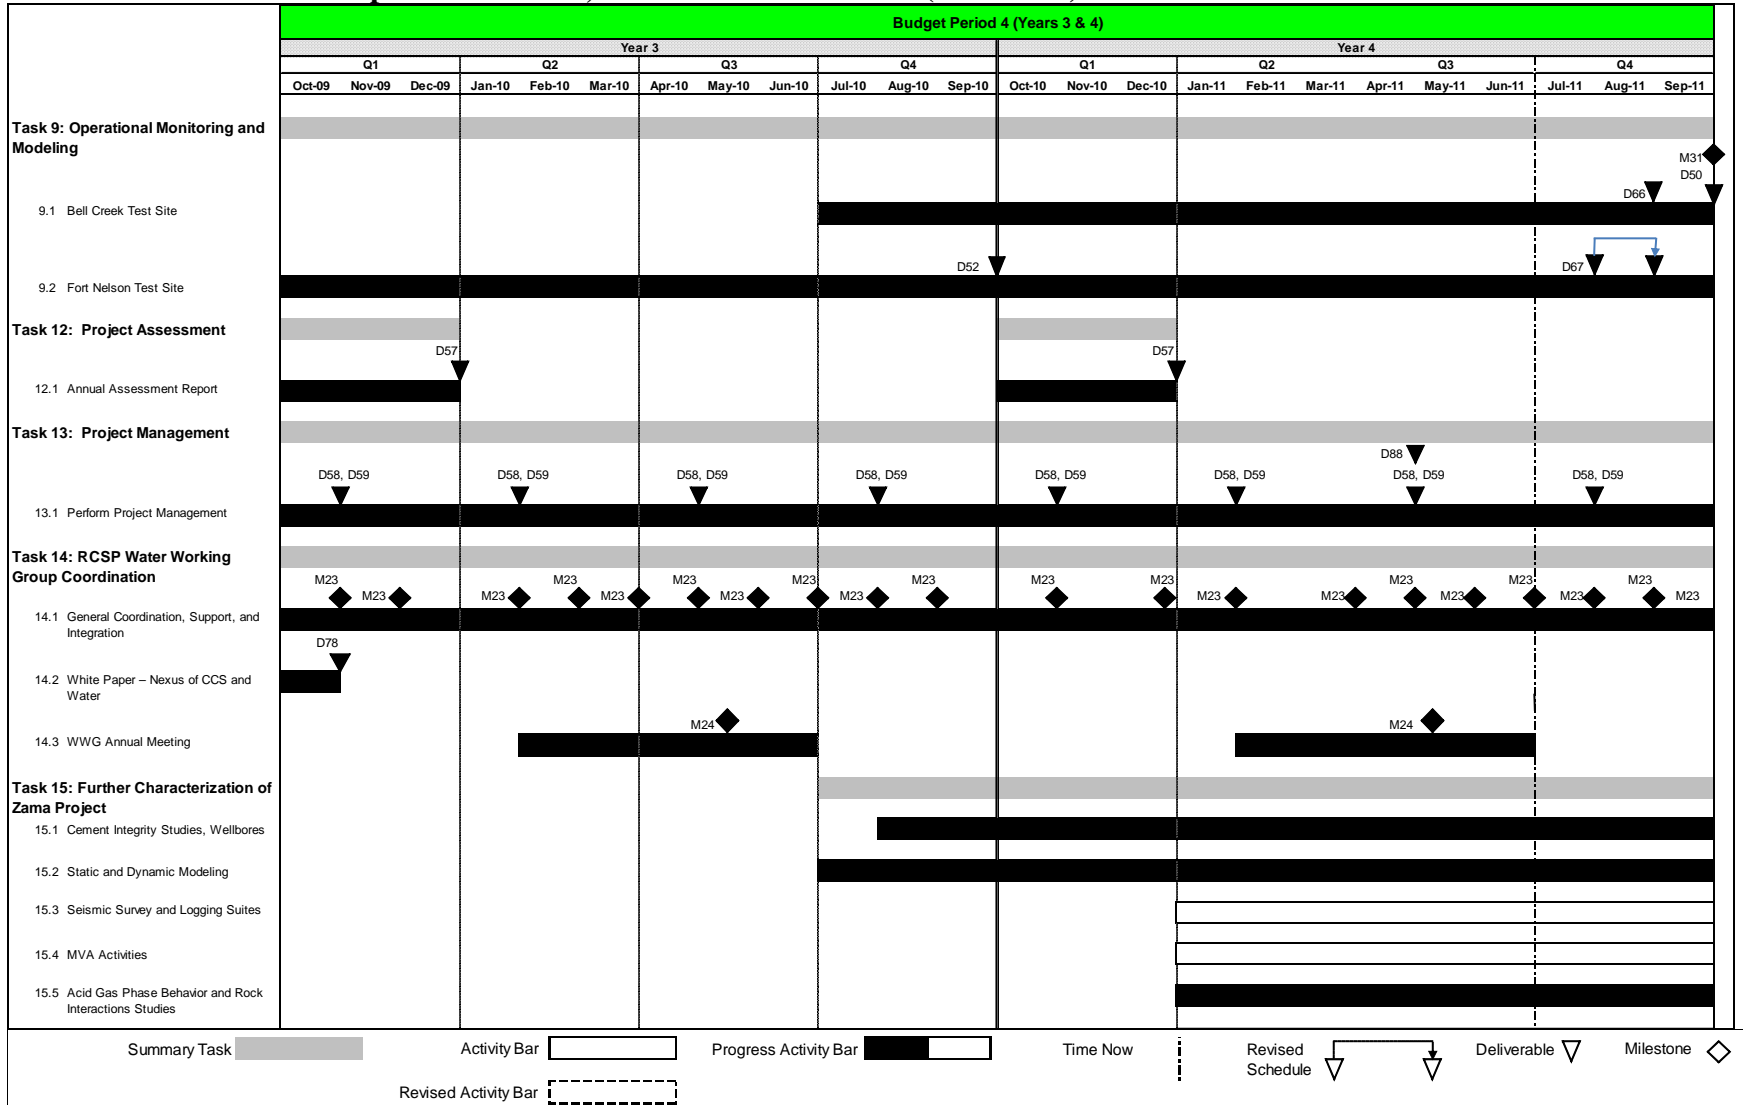 Budget Period 4 (Years 3 & 4)
Year 3 Year 4
Q1 Q2 Q3 Q4 Q1 Q2 Q3 Q4
Oct-09 Nov-09 Dec-09 Jan-10 Feb-10 Mar-10 Apr-10 May-10 Jun-10 Jul-10 Aug-10 Sep-10 Oct-10 Nov-10 Dec-10 Jan-11 Feb-11 Mar-11 Apr-11 May-11 Jun-11 Jul-11 Aug-11 Sep-11
Task 9: Operational Monitoring and
Modeling
M31
D50
D66
9.1 Bell Creek Test Site
D52 D67
9.2 Fort Nelson Test Site
Task 12: Project Assessment
D57 D57
12.1 Annual Assessment Report
Task 13: Project Management
D88
D58, D59 D58, D59 D58, D59 D58, D59 D58, D59 D58, D59 D58, D59 D58, D59
13.1 Perform Project Management
Task 14: RCSP Water Working
Group Coordination
M23 M23 M23 M23 M23 M23 M23 M23 M23 M23
M23 M23 M23 M23 M23 M23 M23 M23 M23 M23
14.1 General Coordination, Support, and
Integration
D78
14.2 White Paper – Nexus of CCS and
Water
M24 M24
14.3 WWG Annual Meeting
Task 15: Further Characterization of
Zama Project
15.1 Cement Integrity Studies, Wellbores
15.2 Static and Dynamic Modeling
15.3 Seismic Survey and Logging Suites
15.4 MVA Activities
15.5 Acid Gas Phase Behavior and Rock
Interactions Studies
Summary Task Activity Bar Progress Activity Bar Time Now Revised Deliverable Milestone
Schedule
Revised Activity Bar